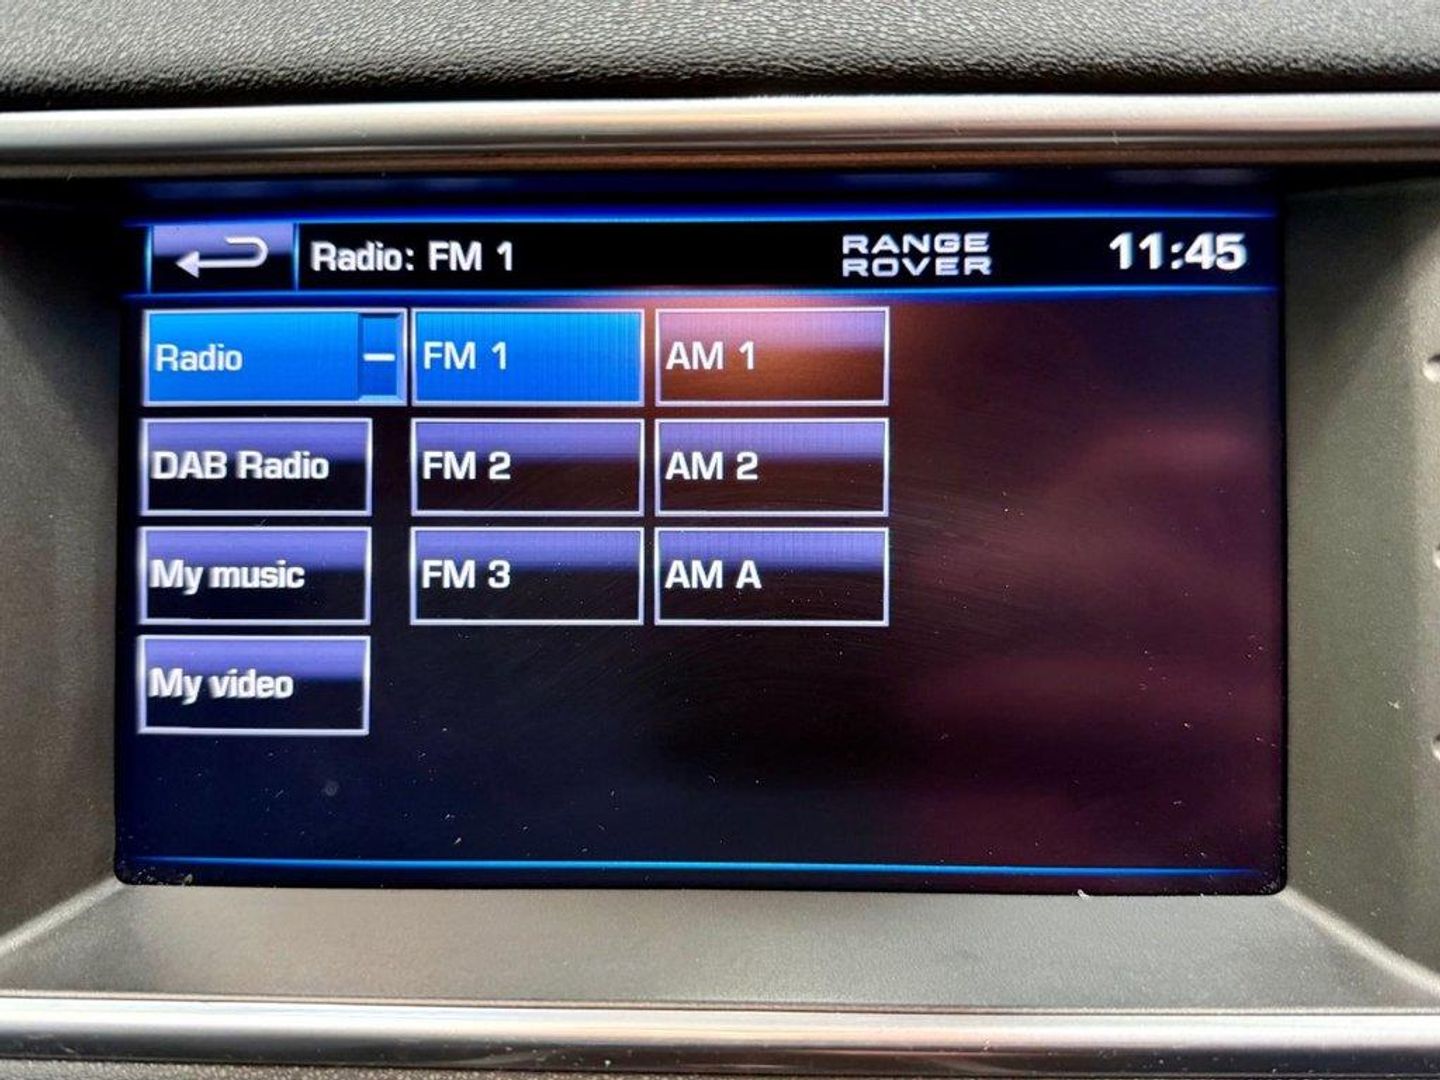 Radio: FM 1
RANGE
ROVER
11:45
Radio
FM 1
AM 1
DAB Radio
FM 2
AM 2
My music
FM 3
AM A
My video